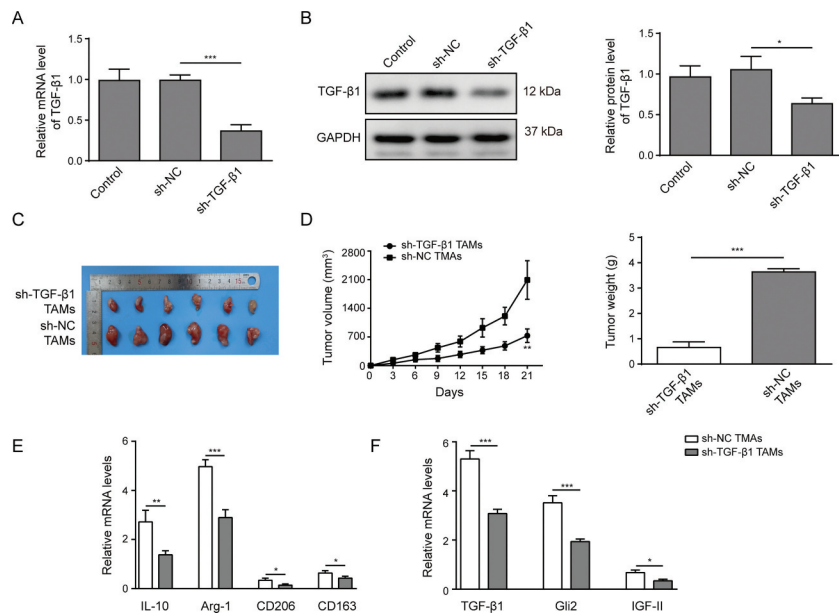 A
Relative mRNA level
of TGF-β1
1.5
1.0
0.5
0.0
***
Control
sh-NC
sh-TGF-β1
B
Control
sh-NC
sh-TGF-β1
TGF-β1
12 kDa
GAPDH
37 kDa
Relative protein level
of TGF-β1
1.5
1.0
0.5
0.0
*
Control
sh-NC
sh-TGF-β1
C
sh-TGF-β1
TAMs
sh-NC
TAMs
D
sh-TGF-β1 TAMs
sh-NC TMAs
Tumor volume (mm³)
2800
2100
1400
700
0
0 3 6 9 12 15 18 21
Days
**
Tumor weight (g)
5
4
3
2
1
0
***
sh-TGF-β1
TAMs
sh-NC
TAMs
E
Relative mRNA levels
6
4
2
0
**
***
*
*
IL-10 Arg-1 CD206 CD163
F
sh-NC TMAs
sh-TGF-β1 TAMs
Relative mRNA levels
6
4
2
0
***
***
*
TGF-β1 Gli2 IGF-II